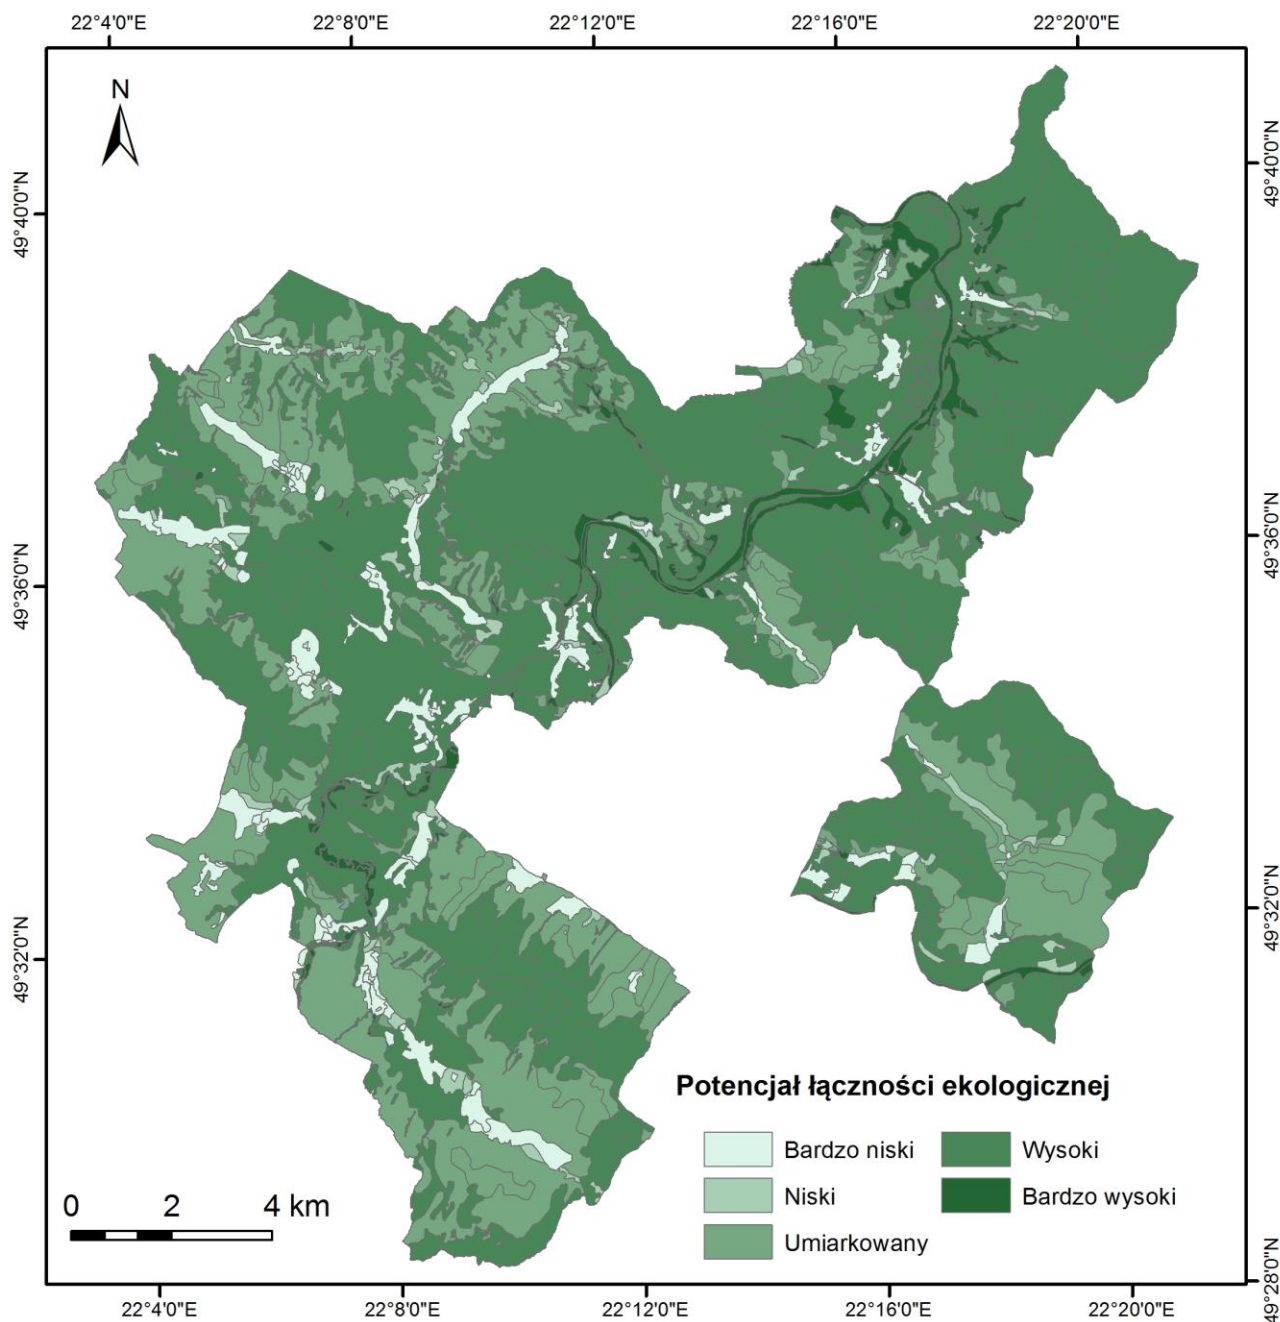 22°4'0"E 22°8'0"E 22°12'0"E 22°16'0"E 22°20'0"E
N
49°40'0"N
49°40'0"N
49°36'0"N
49°36'0"N
49°32'0"N
49°32'0"N
Potencjał łączności ekologicznej
Bardzo niski
Wysoki
Niski
Bardzo wysoki
Umiarkowany
0 2 4 km
49°28'0"N
22°4'0"E 22°8'0"E 22°12'0"E 22°16'0"E 22°20'0"E